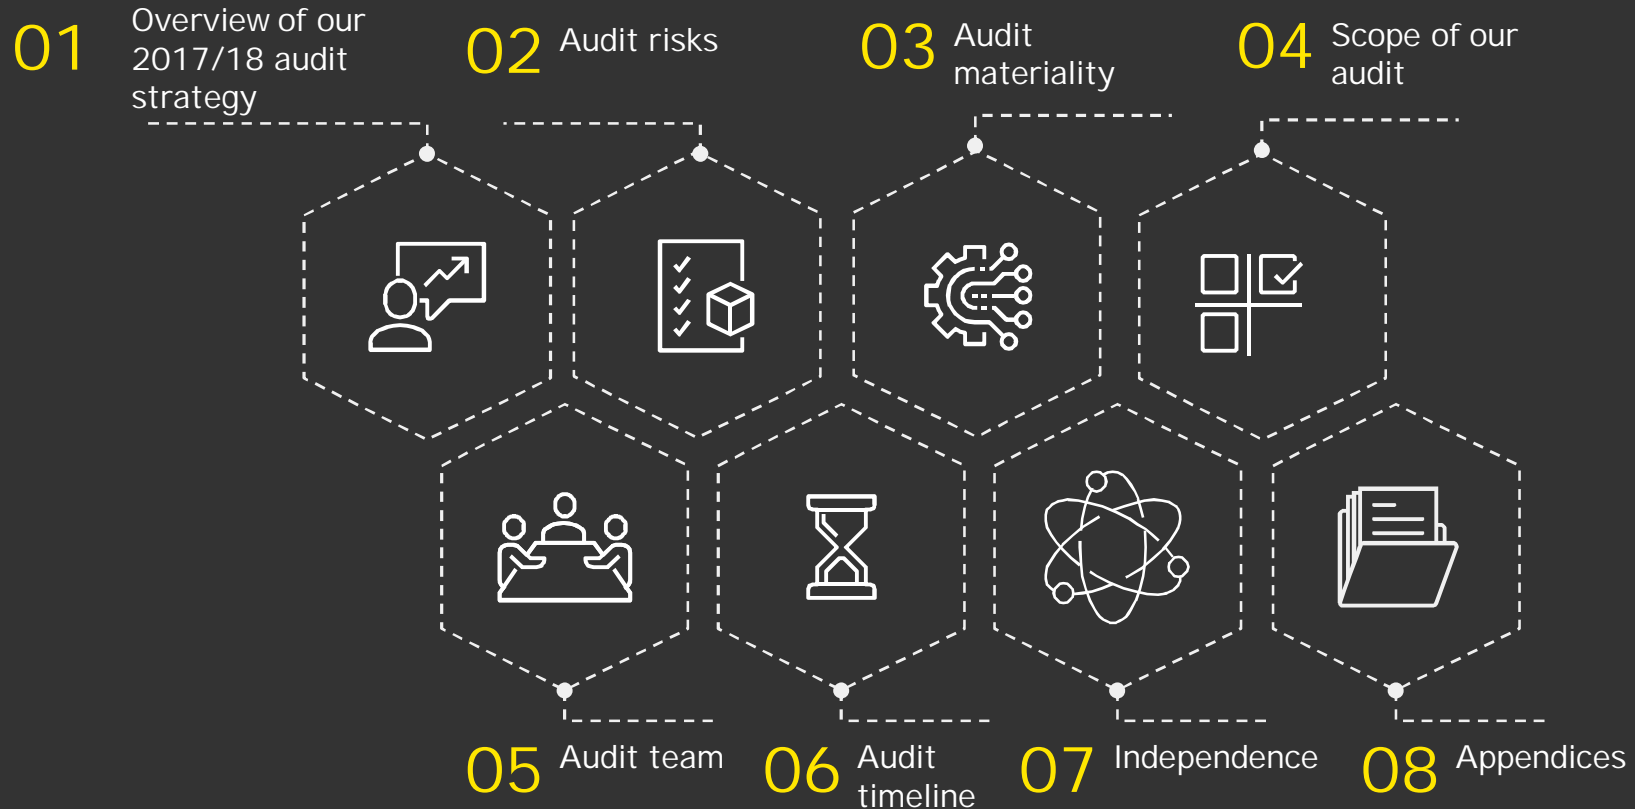 01
Overview of our
2017/18 audit
strategy
02
Audit risks
03
Audit
materiality
04
Scope of our
audit
05
Audit team
06
Audit
timeline
07
Independence
08
Appendices